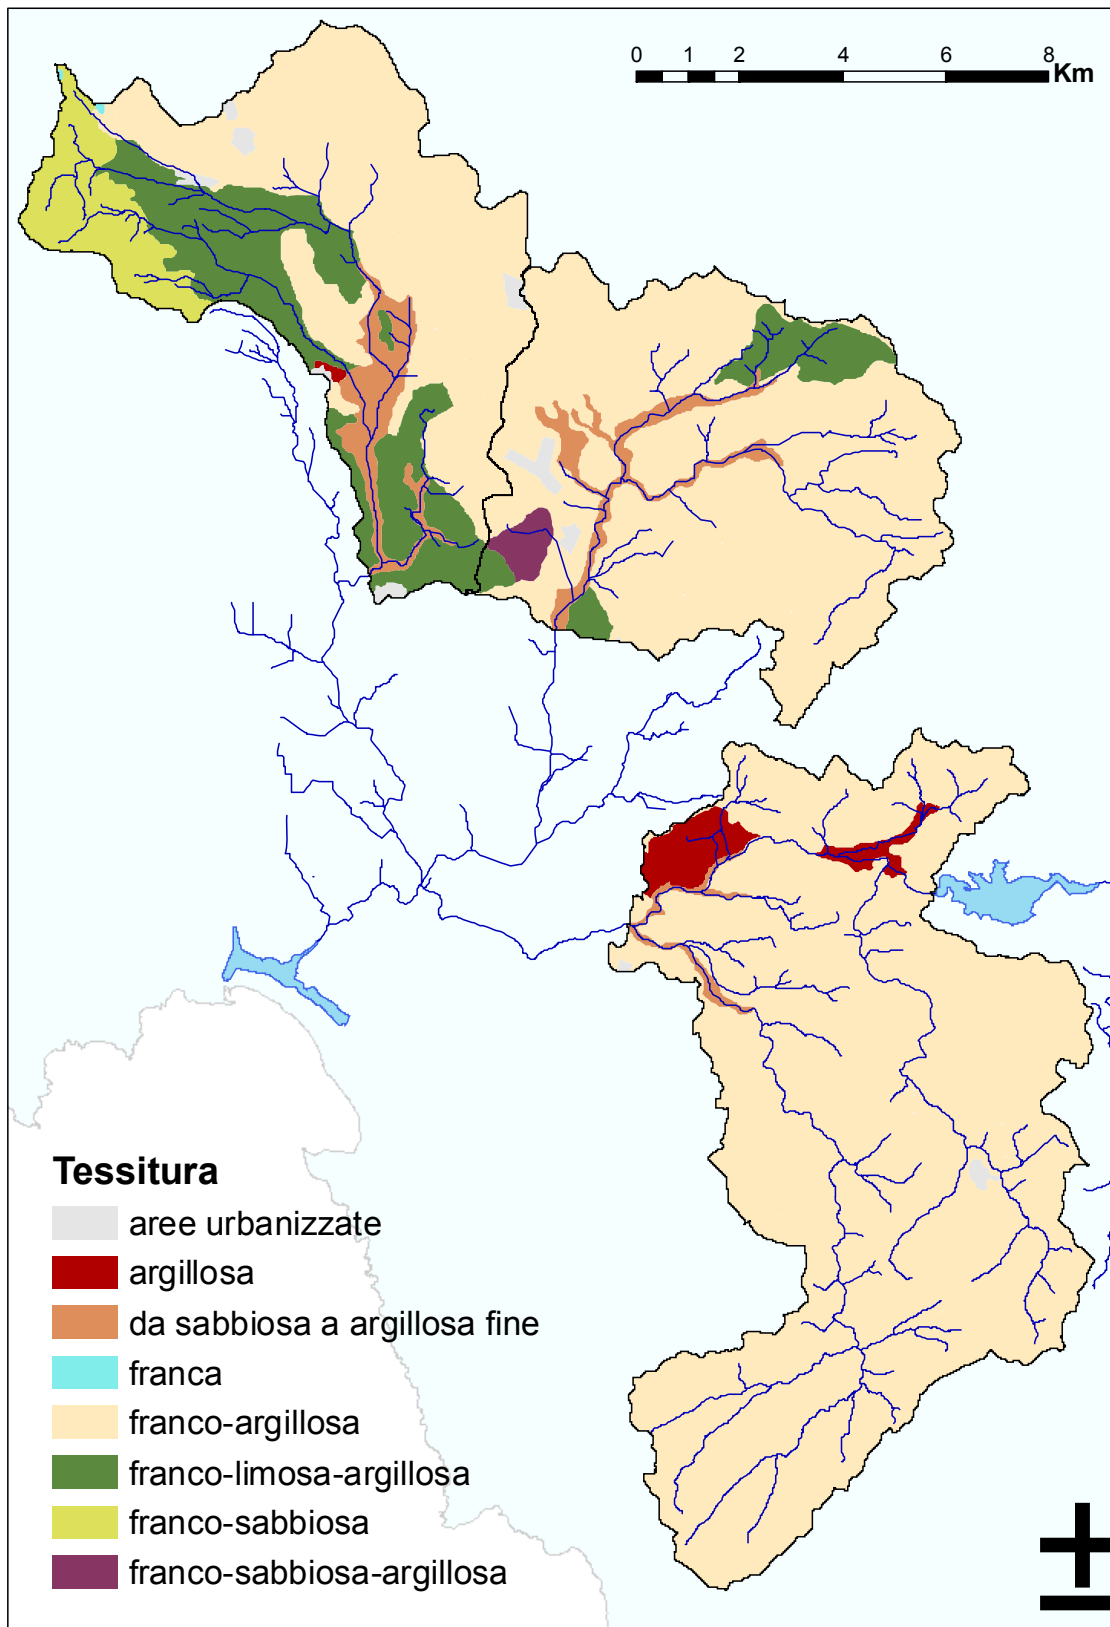 0 1 2 4 6 8
Km
Tessitura
aree urbanizzate
argillosa
da sabbiosa a argillosa fine
franca
franco-argillosa
franco-limosa-argillosa
franco-sabbiosa
franco-sabbiosa-argillosa